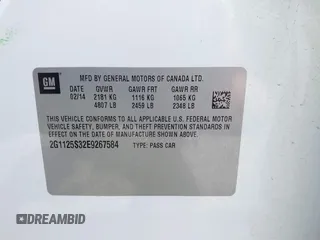 GM
MFD BY GENERAL MOTORS OF CANADA LTD.
DATE GVWR GAWR FRT GAWR RR
02/14 2181 KG 1116 KG 1065 KG
4807 LB 2459 LB 2348 LB
THIS VEHICLE CONFORMS TO ALL APPLICABLE U.S. FEDERAL MOTOR
VEHICLE SAFETY, BUMPER, AND THEFT PREVENTION STANDARDS IN
EFFECT ON THE DATE OF MANUFACTURE SHOWN ABOVE.
2G1125S32E9267584 TYPE: PASS CAR
DREAMBID